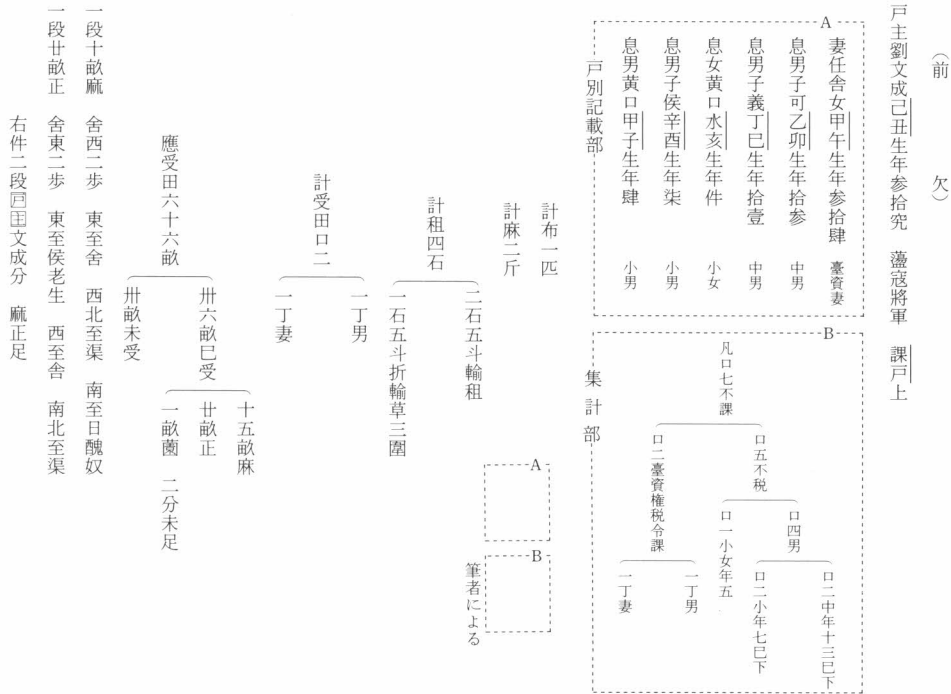 (前 欠)
戸主劉文成己丑生年参拾究 蕩寇將軍 課戸上
A
妻任舎女甲午生年参拾肆 臺資妻
息男子可乙卯生年拾参 中男
息男子義丁巳生年拾壹 中男
息女黄口水亥生年件 小女
息男子侯辛酉生年柒 小男
息男黄口甲子生年肆 小男
戸別記載部
B
凡口七不課
口五不税
口四男
口二中年十三巳下
口二小年七巳下
口一小女年五
口二臺資権税令課
一丁男
一丁妻
集計部
計布一匹
計麻二斤
計租四石
二石五斗輸租
一石五斗折輸草三圍
計受田口二
一丁男
一丁妻
應受田六十六畝
卅六畝巳受
十五畝麻
廿畝正
一畝薗 二分未足
卅畝未受
一段十畝麻 舎西二歩 東至舎 西北至渠 南至日醜奴
一段廿畝正 舎東二歩 東至侯老生 西至舎 南北至渠
右件二段戸主文成分 麻正足
A
B
筆者による